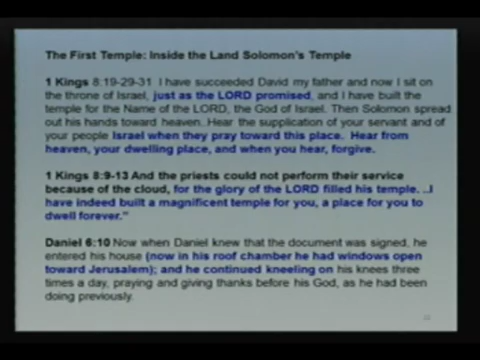 The First Temple: Inside the Land Solomon's Temple
1 Kings 8:19-29-31 I have succeeded David my father and now I sit on
the throne of Israel, just as the LORD promised, and I have built the
temple for the Name of the LORD, the God of Israel. Then Solomon spread
out his hands toward heaven..Hear the supplication of your servant and of
your people Israel when they pray toward this place. Hear from
heaven, your dwelling place, and when you hear, forgive.
1 Kings 8:9-13 And the priests could not perform their service
because of the cloud, for the glory of the LORD filled his temple. ..I
have indeed built a magnificent temple for you, a place for you to
dwell forever."
Daniel 6:10 Now when Daniel knew that the document was signed, he
entered his house (now in his roof chamber he had windows open
toward Jerusalem); and he continued kneeling on his knees three
times a day, praying and giving thanks before his God, as he had been
doing previously.